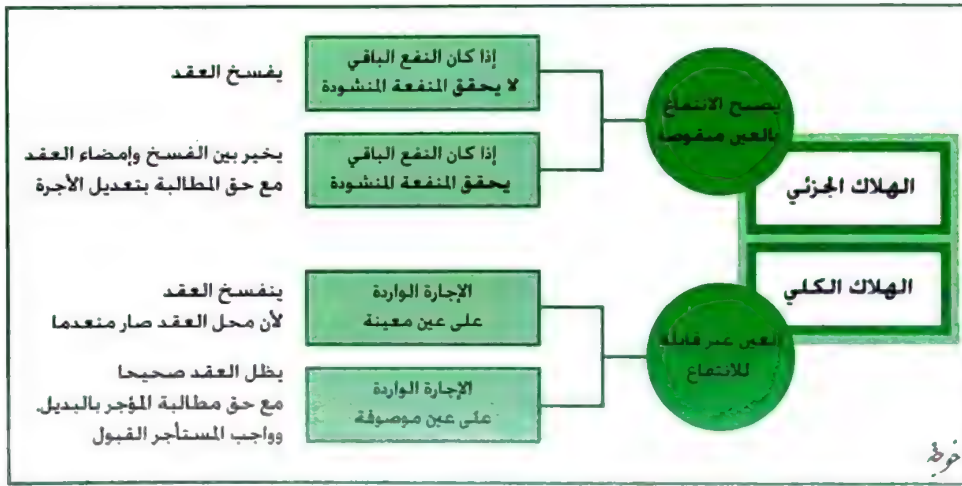 الهلاك الجزئي
يصبح الانتفاع
بالعين منقوصة
إذا كان النفع الباقي
لا يحقق المنفعة المنشودة
يفسخ العقد
إذا كان النفع الباقي
يحقق المنفعة المنشودة
يخير بين الفسخ وإمضاء العقد
مع حق المطالبة بتعديل الأجرة
الهلاك الكلي
العين غير قابلة
للانتفاع
الإجارة الواردة
على عين معينة
ينفسخ العقد
لأن محل العقد صار منعدما
الإجارة الواردة
على عين موصوفة
يظل العقد صحيحا
مع حق مطالبة المؤجر بالبديل.
وواجب المستأجر القبول